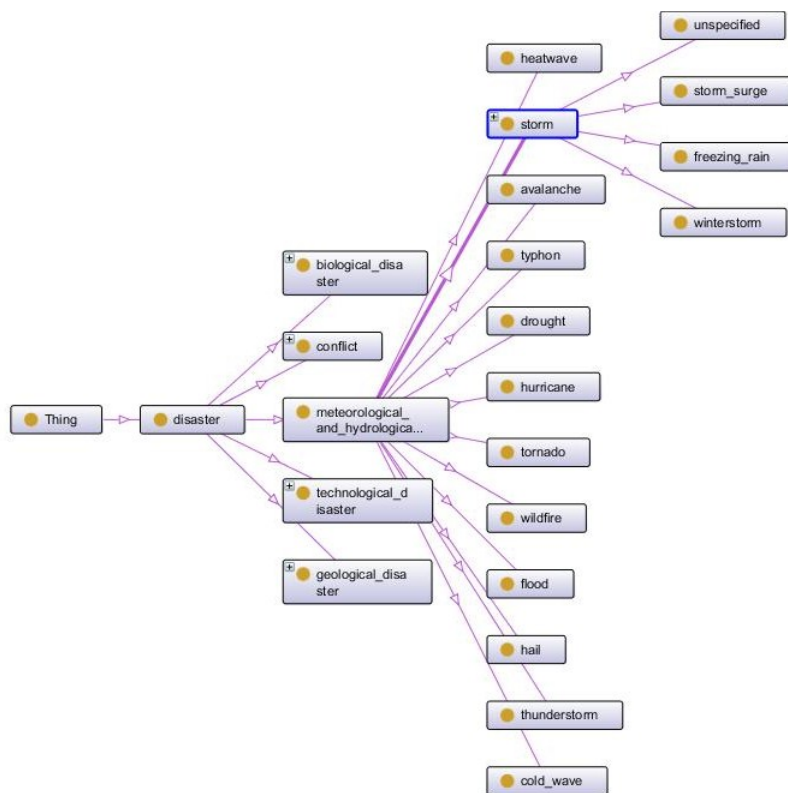 Thing
disaster
biological_disa
ster
conflict
meteorological_
and_hydrologica...
technological_d
isaster
geological_disa
ster
heatwave
storm
avalanche
typhon
drought
hurricane
tornado
wildfire
flood
hail
thunderstorm
cold_wave
unspecified
storm_surge
freezing_rain
winterstorm